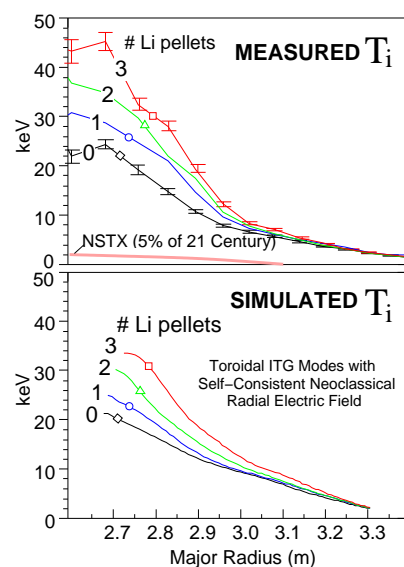 50
# Li pellets
MEASURED Ti
40
3
2
30
1
keV
20
0
10
NSTX (5% of 21 Century)
0
50
SIMULATED Ti
40
# Li pellets
3
Toroidal ITG Modes with
Self-Consistent Neoclassical
Radial Electric Field
30
2
keV
1
20
0
10
0
2.7 2.8 2.9 3.0 3.1 3.2 3.3
Major Radius (m)